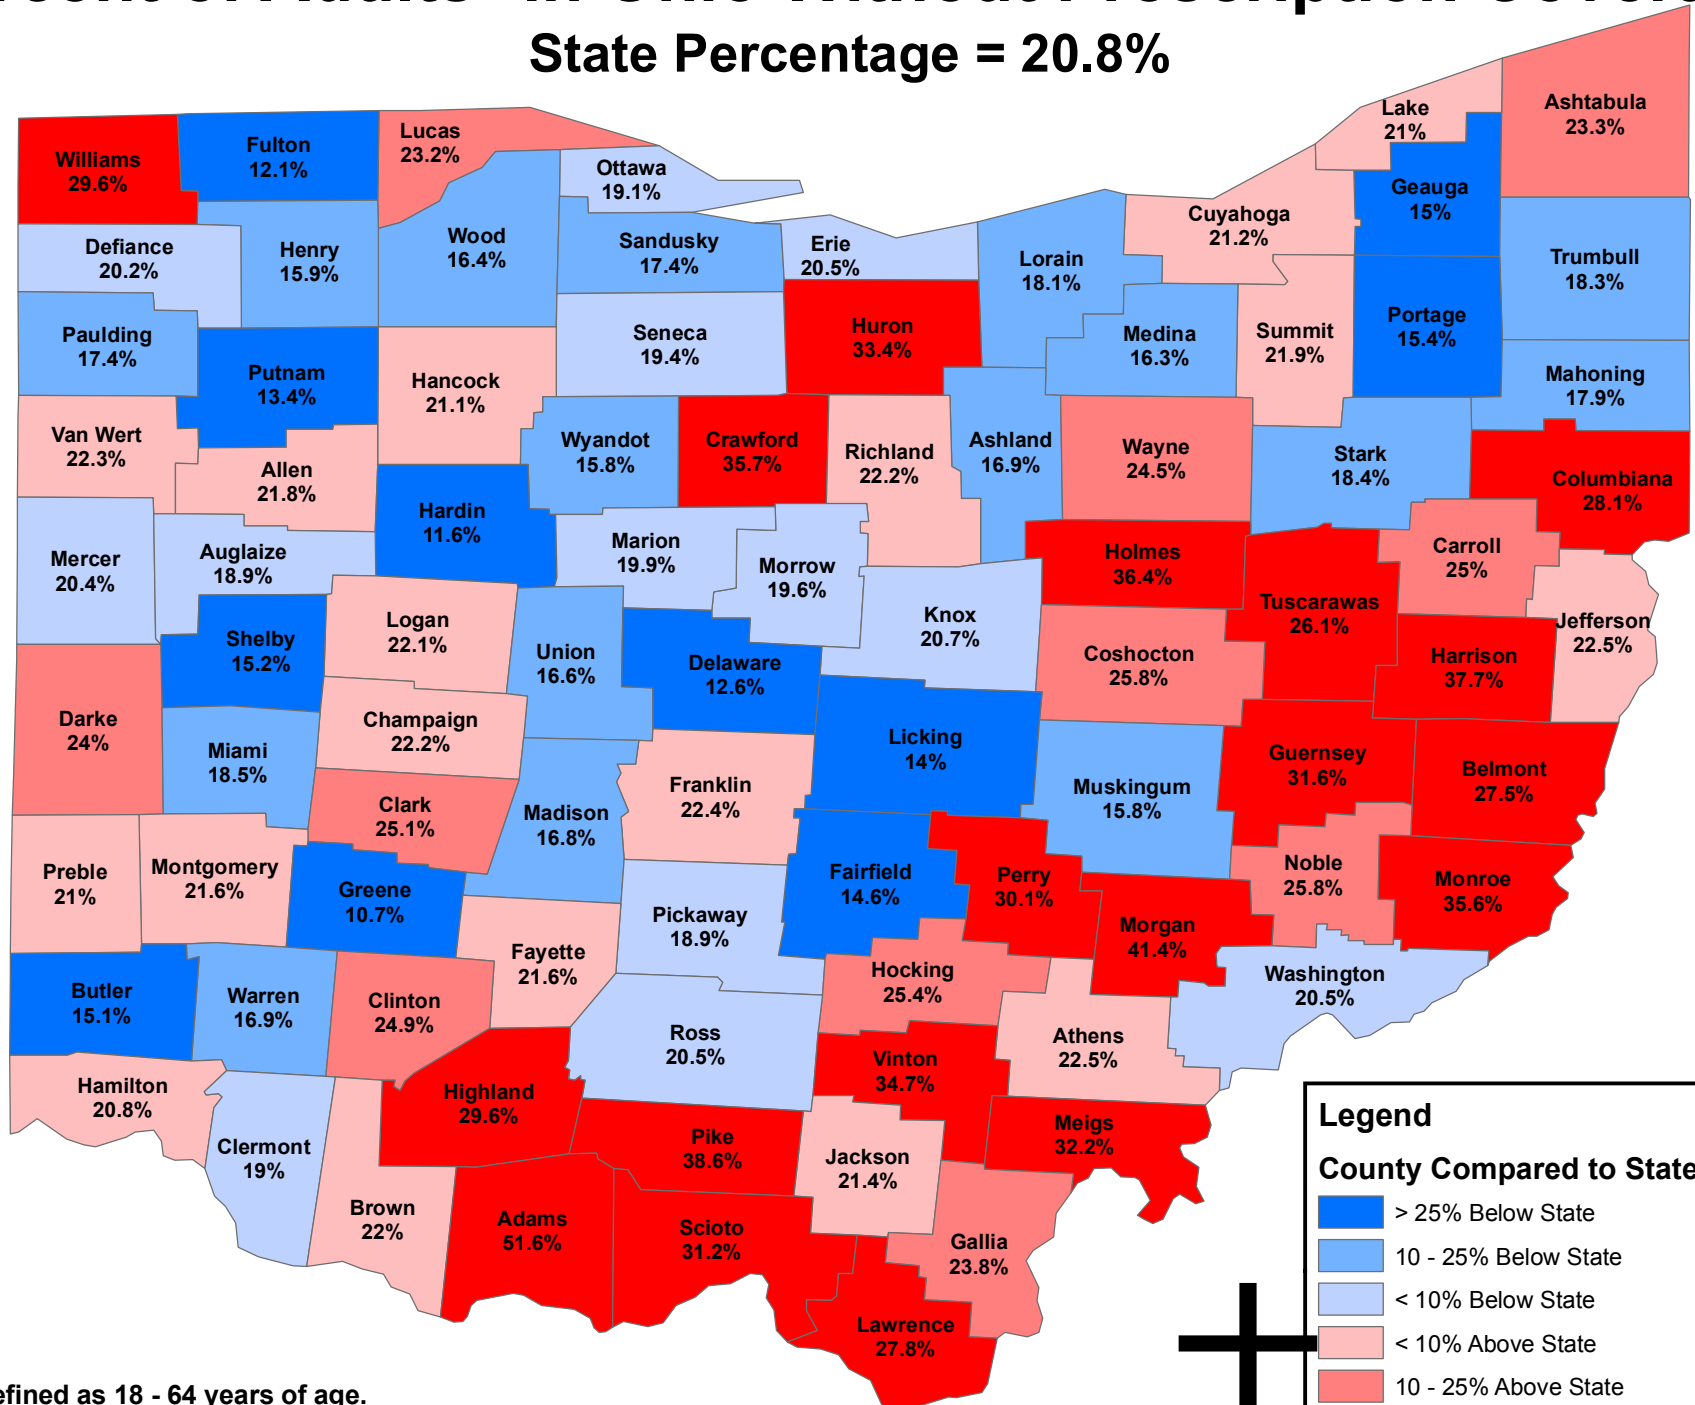 State Percentage = 20.8%
Lake
21%
Ashtabula
23.3%
Williams
29.6%
Fulton
12.1%
Lucas
23.2%
Ottawa
19.1%
Geauga
15%
Defiance
20.2%
Henry
15.9%
Wood
16.4%
Sandusky
17.4%
Erie
20.5%
Lorain
18.1%
Cuyahoga
21.2%
Trumbull
18.3%
Paulding
17.4%
Putnam
13.4%
Hancock
21.1%
Seneca
19.4%
Huron
33.4%
Medina
16.3%
Summit
21.9%
Portage
15.4%
Mahoning
17.9%
Van Wert
22.3%
Allen
21.8%
Wyandot
15.8%
Crawford
35.7%
Richland
22.2%
Ashland
16.9%
Wayne
24.5%
Stark
18.4%
Columbiana
28.1%
Mercer
20.4%
Auglaize
18.9%
Hardin
11.6%
Marion
19.9%
Morrow
19.6%
Holmes
36.4%
Carroll
25%
Shelby
15.2%
Logan
22.1%
Union
16.6%
Delaware
12.6%
Knox
20.7%
Coshocton
25.8%
Tuscarawas
26.1%
Harrison
37.7%
Jefferson
22.5%
Darke
24%
Miami
18.5%
Champaign
22.2%
Licking
14%
Guernsey
31.6%
Belmont
27.5%
Clark
25.1%
Madison
16.8%
Franklin
22.4%
Muskingum
15.8%
Preble
21%
Montgomery
21.6%
Greene
10.7%
Fairfield
14.6%
Perry
30.1%
Noble
25.8%
Monroe
35.6%
Pickaway
18.9%
Morgan
41.4%
Fayette
21.6%
Hocking
25.4%
Washington
20.5%
Butler
15.1%
Warren
16.9%
Clinton
24.9%
Ross
20.5%
Vinton
34.7%
Athens
22.5%
Hamilton
20.8%
Highland
29.6%
Clermont
19%
Pike
38.6%
Jackson
21.4%
Meigs
32.2%
Brown
22%
Adams
51.6%
Scioto
31.2%
Gallia
23.8%
Lawrence
27.8%
Legend
County Compared to State
> 25% Below State
10 - 25% Below State
< 10% Below State
< 10% Above State
10 - 25% Above State
efined as 18 - 64 years of age.